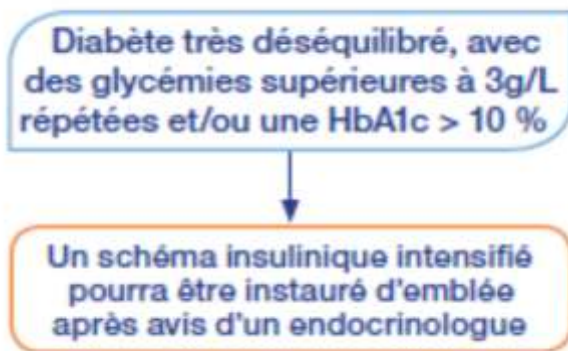 Diabète très déséquilibré, avec
des glycémies supérieures à 3g/L
répétées et/ou une HbA1c > 10 %
Un schéma insulinique intensifié
pourra être instauré d'emblée
après avis d'un endocrinologue